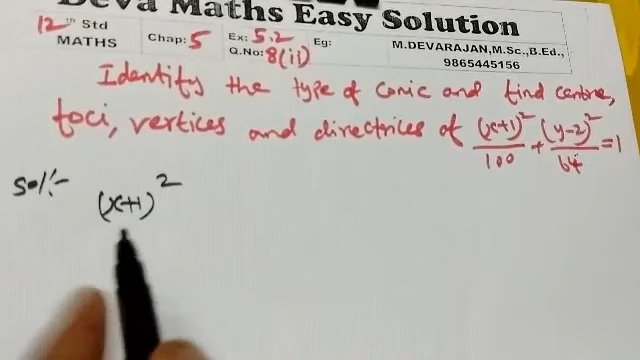 Deva Maths Easy Solution
12th Std
MATHS
Chap: 5
Ex: 5.2
Q.No: 8(ii)
Eg:
M.DEVARAJAN,M.Sc.,B.Ed.,
9865445156
Identify the type of conic and find centre,
foci, vertices and directrices of (x+1)²/100 + (y-2)²/64 = 1
Sol:- (x+1)²